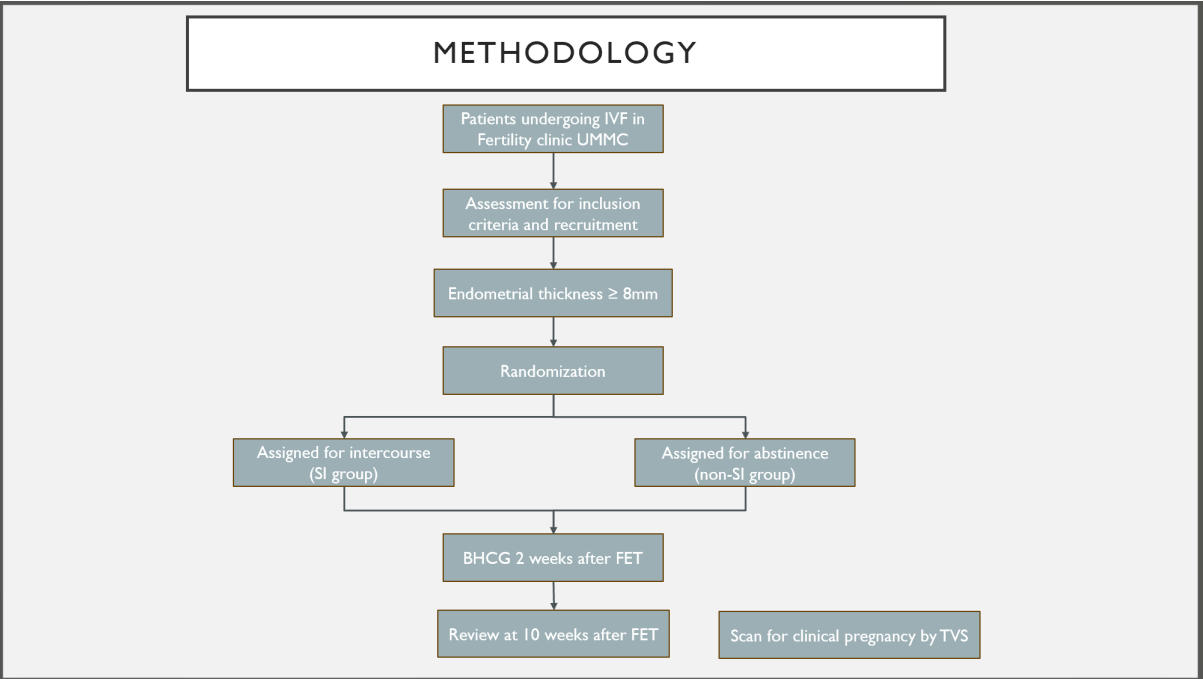 METHODOLOGY
Patients undergoing IVF in
Fertility clinic UMMC
Assessment for inclusion
criteria and recruitment
Endometrial thickness ≥ 8mm
Randomization
Assigned for intercourse
(SI group)
Assigned for abstinence
(non-SI group)
BHCG 2 weeks after FET
Review at 10 weeks after FET
Scan for clinical pregnancy by TVS